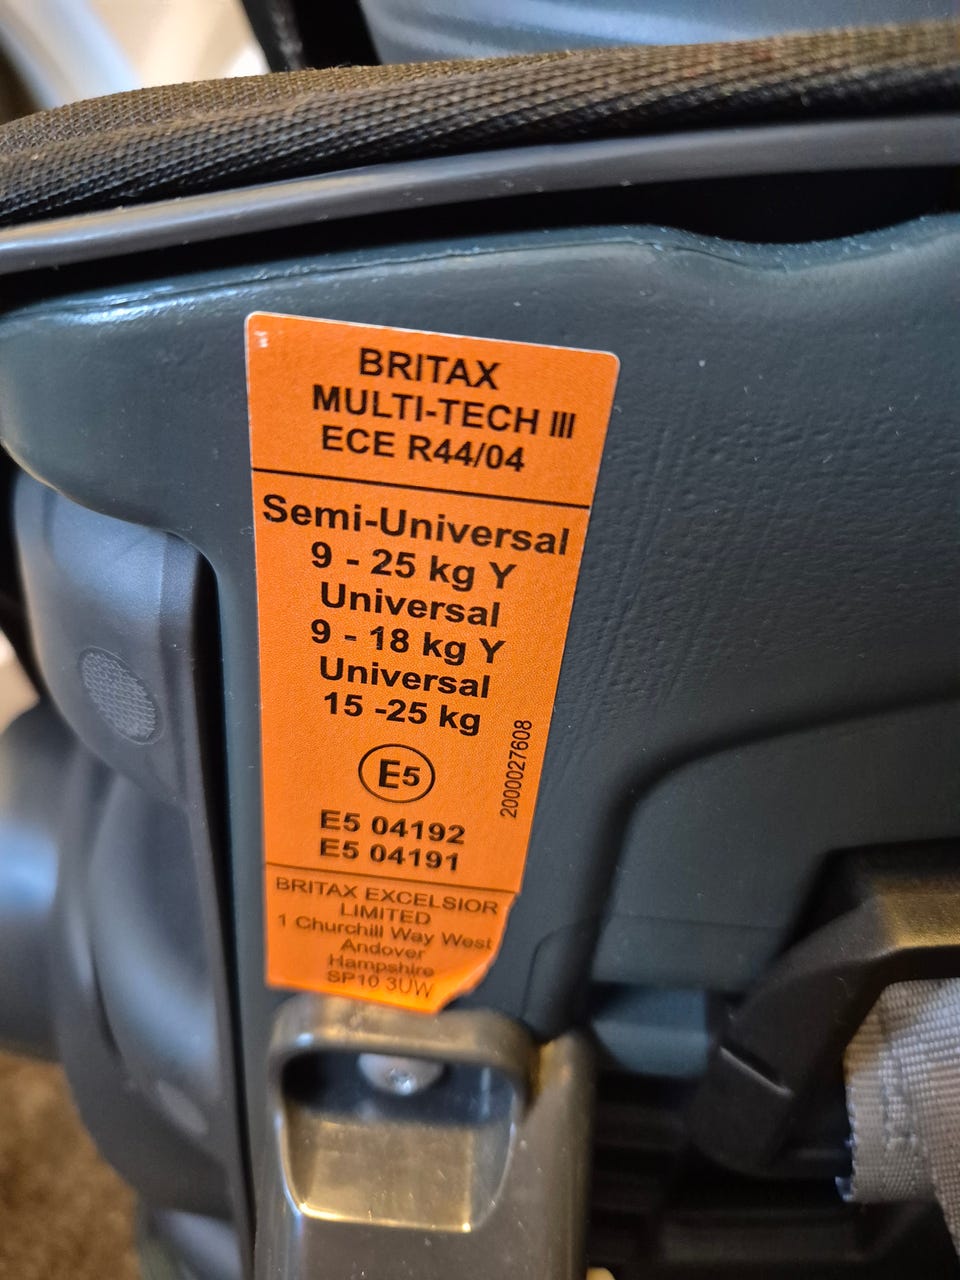 BRITAX
MULTI-TECH III
ECE R44/04
Semi-Universal
9 - 25 kg Y
Universal
9 - 18 kg Y
Universal
15 -25 kg
E5
2000027608
E5 04192
E5 04191
BRITAX EXCELSIOR
LIMITED
1 Churchill Way West
Andover
Hampshire
SP10 3UW